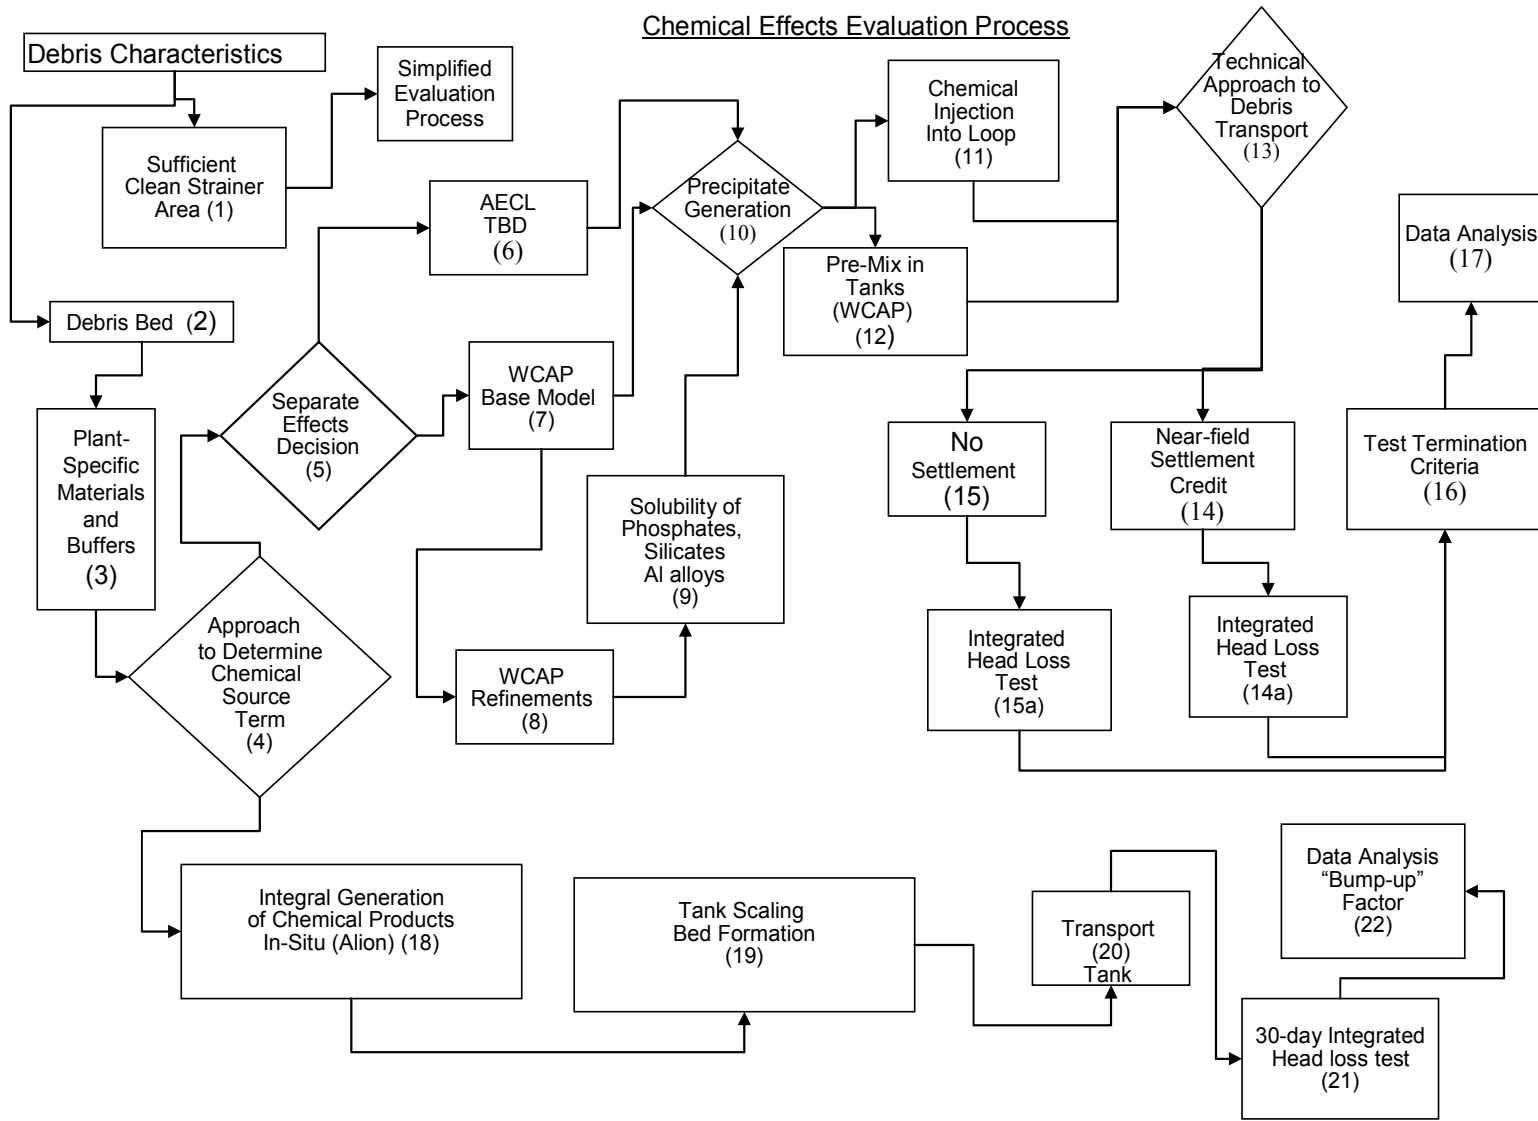 Chemical Effects Evaluation Process
Debris Characteristics
Simplified
Evaluation
Process
Sufficient
Clean Strainer
Area (1)
Debris Bed (2)
Plant-
Specific
Materials
and
Buffers
(3)
Approach
to Determine
Chemical
Source
Term
(4)
Separate
Effects
Decision
(5)
AECL
TBD
(6)
WCAP
Base Model
(7)
WCAP
Refinements
(8)
Solubility of
Phosphates,
Silicates
Al alloys
(9)
Precipitate
Generation
(10)
Chemical
Injection
Into Loop
(11)
Pre-Mix in
Tanks
(WCAP)
(12)
Technical
Approach to
Debris
Transport
(13)
No
Settlement
(15)
Near-field
Settlement
Credit
(14)
Integrated
Head Loss
Test
(15a)
Integrated
Head Loss
Test
(14a)
Test Termination
Criteria
(16)
Data Analysis
(17)
Integral Generation
of Chemical Products
In-Situ (Alion) (18)
Tank Scaling
Bed Formation
(19)
Transport
(20)
Tank
30-day Integrated
Head loss test
(21)
Data Analysis
“Bump-up”
Factor
(22)